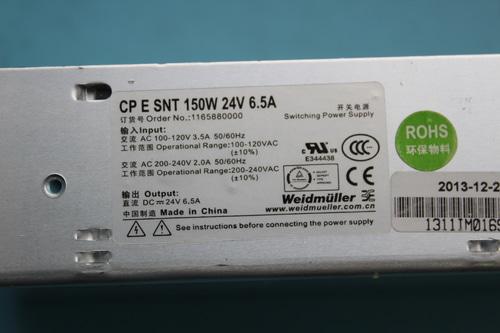 CP E SNT 150W 24V 6.5A
订货号 Order No.:1165880000
开关电源
Switching Power Supply
输入Input:
交流 AC 100-120V 3.5A 50/60Hz
工作范围 Operational Range: 100-120VAC
(±10%)
交流 AC 200-240V 2.0A 50/60Hz
工作范围 Operational Range: 200-240VAC
(±10%)
输出 Output:
直流 DC 24V 6.5A
中国制造 Made in China
See instructions before connecting the power supply
E344438
CCC
CE
Weidmüller
www.weidmueller.com.cn
ROHS
环保物料
2013-12-2
1311TM0169